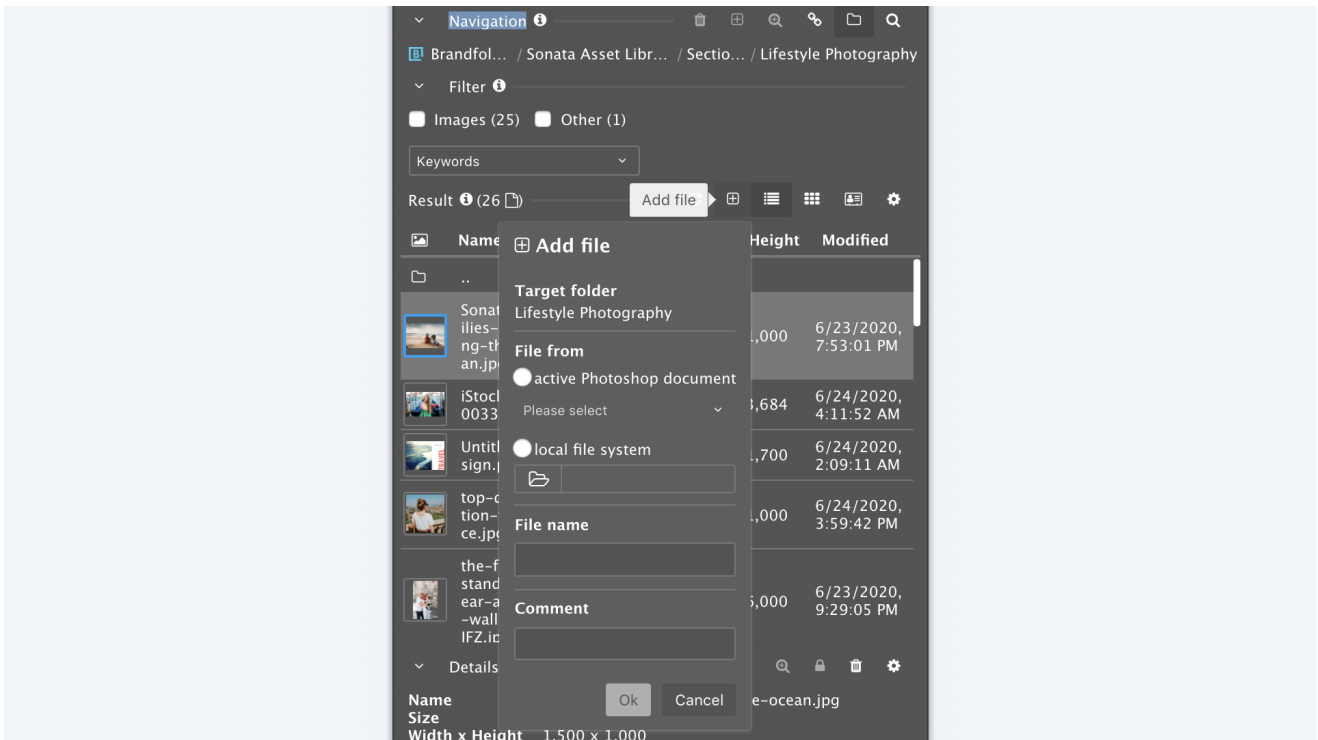 Navigation
Brandfol... / Sonata Asset Libr... / Sectio... / Lifestyle Photography
Filter
Images (25) Other (1)
Keywords
Result (26)
Add file
Name Height Modified
Add file
..
Target folder
Lifestyle Photography
Sonat
ilies-
ng-th
an.jp
,000
6/23/2020,
7:53:01 PM
File from
active Photoshop document
Please select
iStoc
0033
,684
6/24/2020,
4:11:52 AM
local file system
Untitl
sign.
,700
6/24/2020,
2:09:11 AM
TRAVEL
top-c
tion-
ce.jp
,000
6/24/2020,
3:59:42 PM
File name
the-f
stand
ear-a
-wall
,000
6/23/2020,
9:29:05 PM
Comment
Details
Ok Cancel
Name e-ocean.jpg
Size
Width x Height 1,500 x 1,000